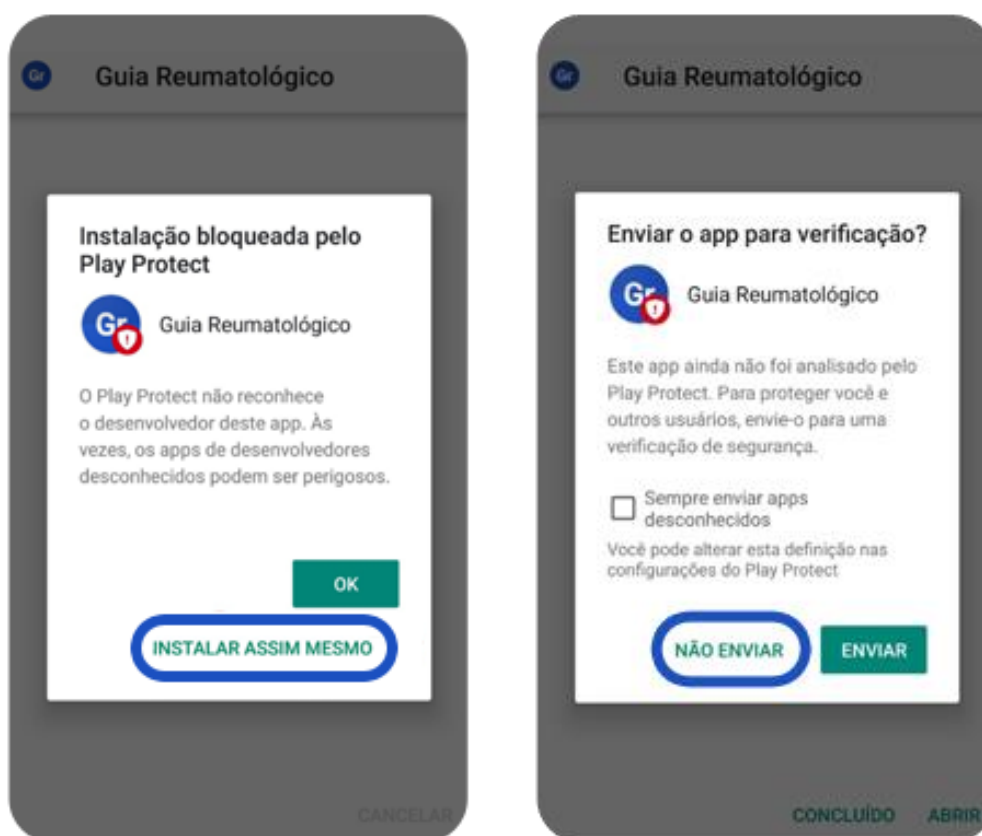 Gr Guia Reumatológico
Instalação bloqueada pelo
Play Protect
Gr Guia Reumatológico
O Play Protect não reconhece
o desenvolvedor deste app. Às
vezes, os apps de desenvolvedores
desconhecidos podem ser perigosos.
OK
INSTALAR ASSIM MESMO
CANCELAR
Gr Guia Reumatológico
Enviar o app para verificação?
Gr Guia Reumatológico
Este app ainda não foi analisado pelo
Play Protect. Para proteger você e
outros usuários, envie-o para uma
verificação de segurança.
Sempre enviar apps
desconhecidos
Você pode alterar esta definição nas
configurações do Play Protect
NÃO ENVIAR ENVIAR
CONCLUÍDO ABRIR